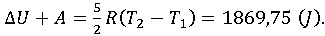 ΔU + A = 5/2 R(T₂ − T₁) = 1869,75 (J).